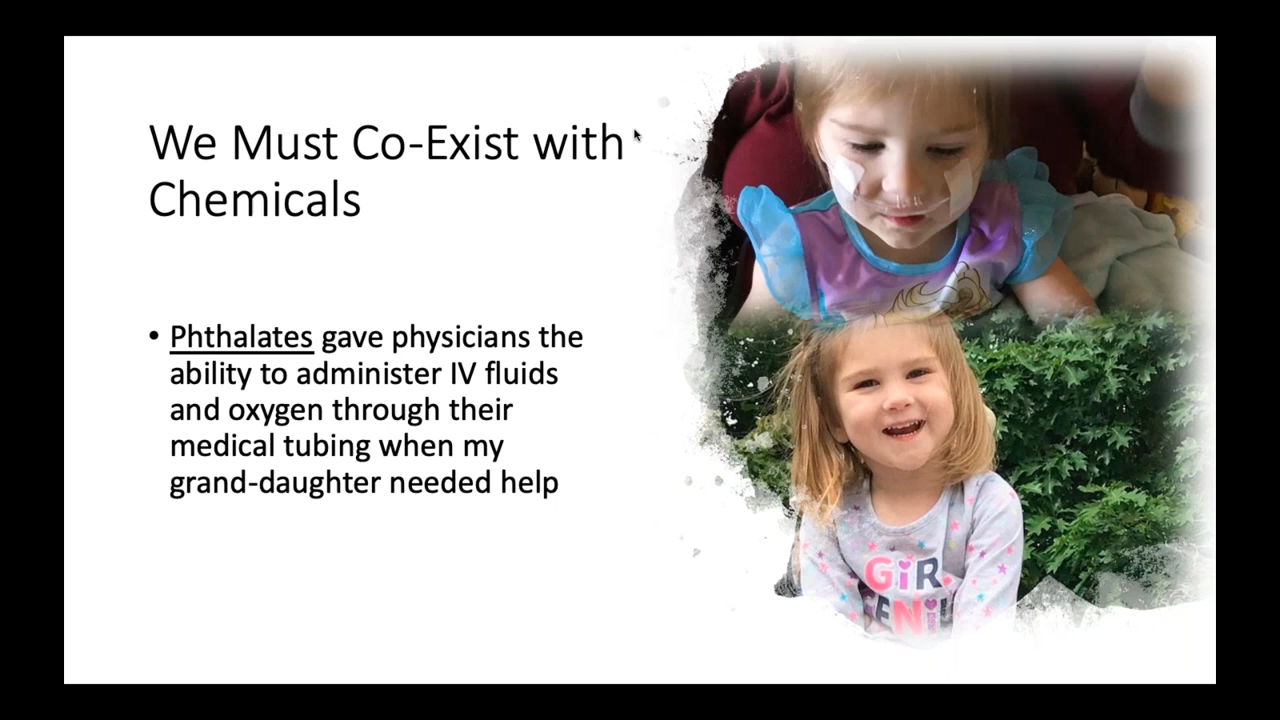 We Must Co-Exist with
Chemicals
• Phthalates gave physicians the
ability to administer IV fluids
and oxygen through their
medical tubing when my
grand-daughter needed help
GiR